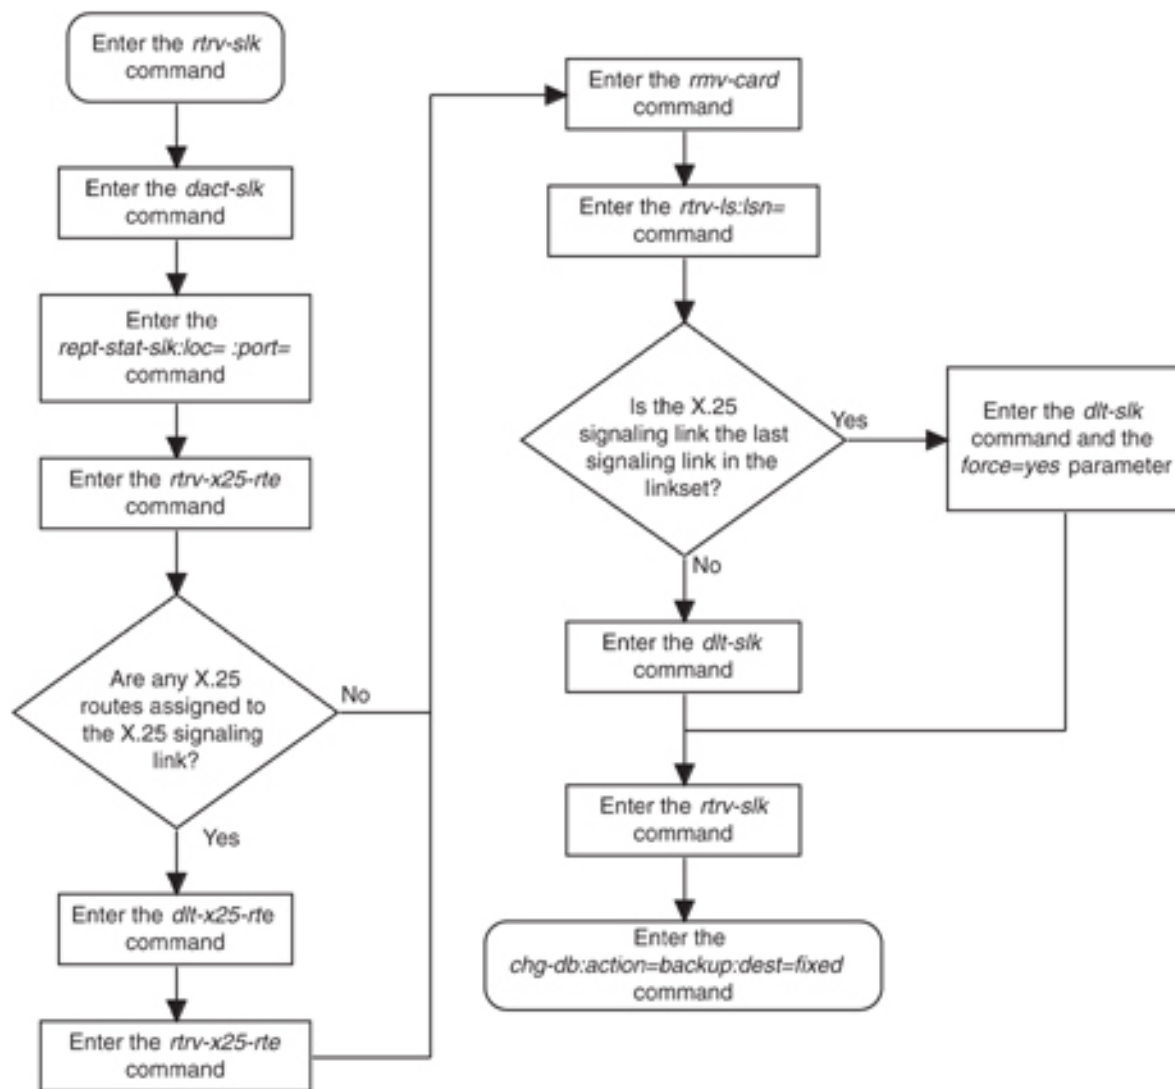 Enter the rtrv-slk
command
Enter the dact-slk
command
Enter the
rept-stat-slk:loc= :port=
command
Enter the rtrv-x25-rte
command
Are any X.25
routes assigned to
the X.25 signaling
link?
No
Yes
Enter the dlt-x25-rte
command
Enter the rtrv-x25-rte
command
Enter the rmv-card
command
Enter the rtrv-ls:lsn=
command
Is the X.25
signaling link the last
signaling link in the
linkset?
Yes
No
Enter the dlt-slk
command and the
force=yes parameter
Enter the dlt-slk
command
Enter the rtrv-slk
command
Enter the
chg-db:action=backup:dest=fixed
command